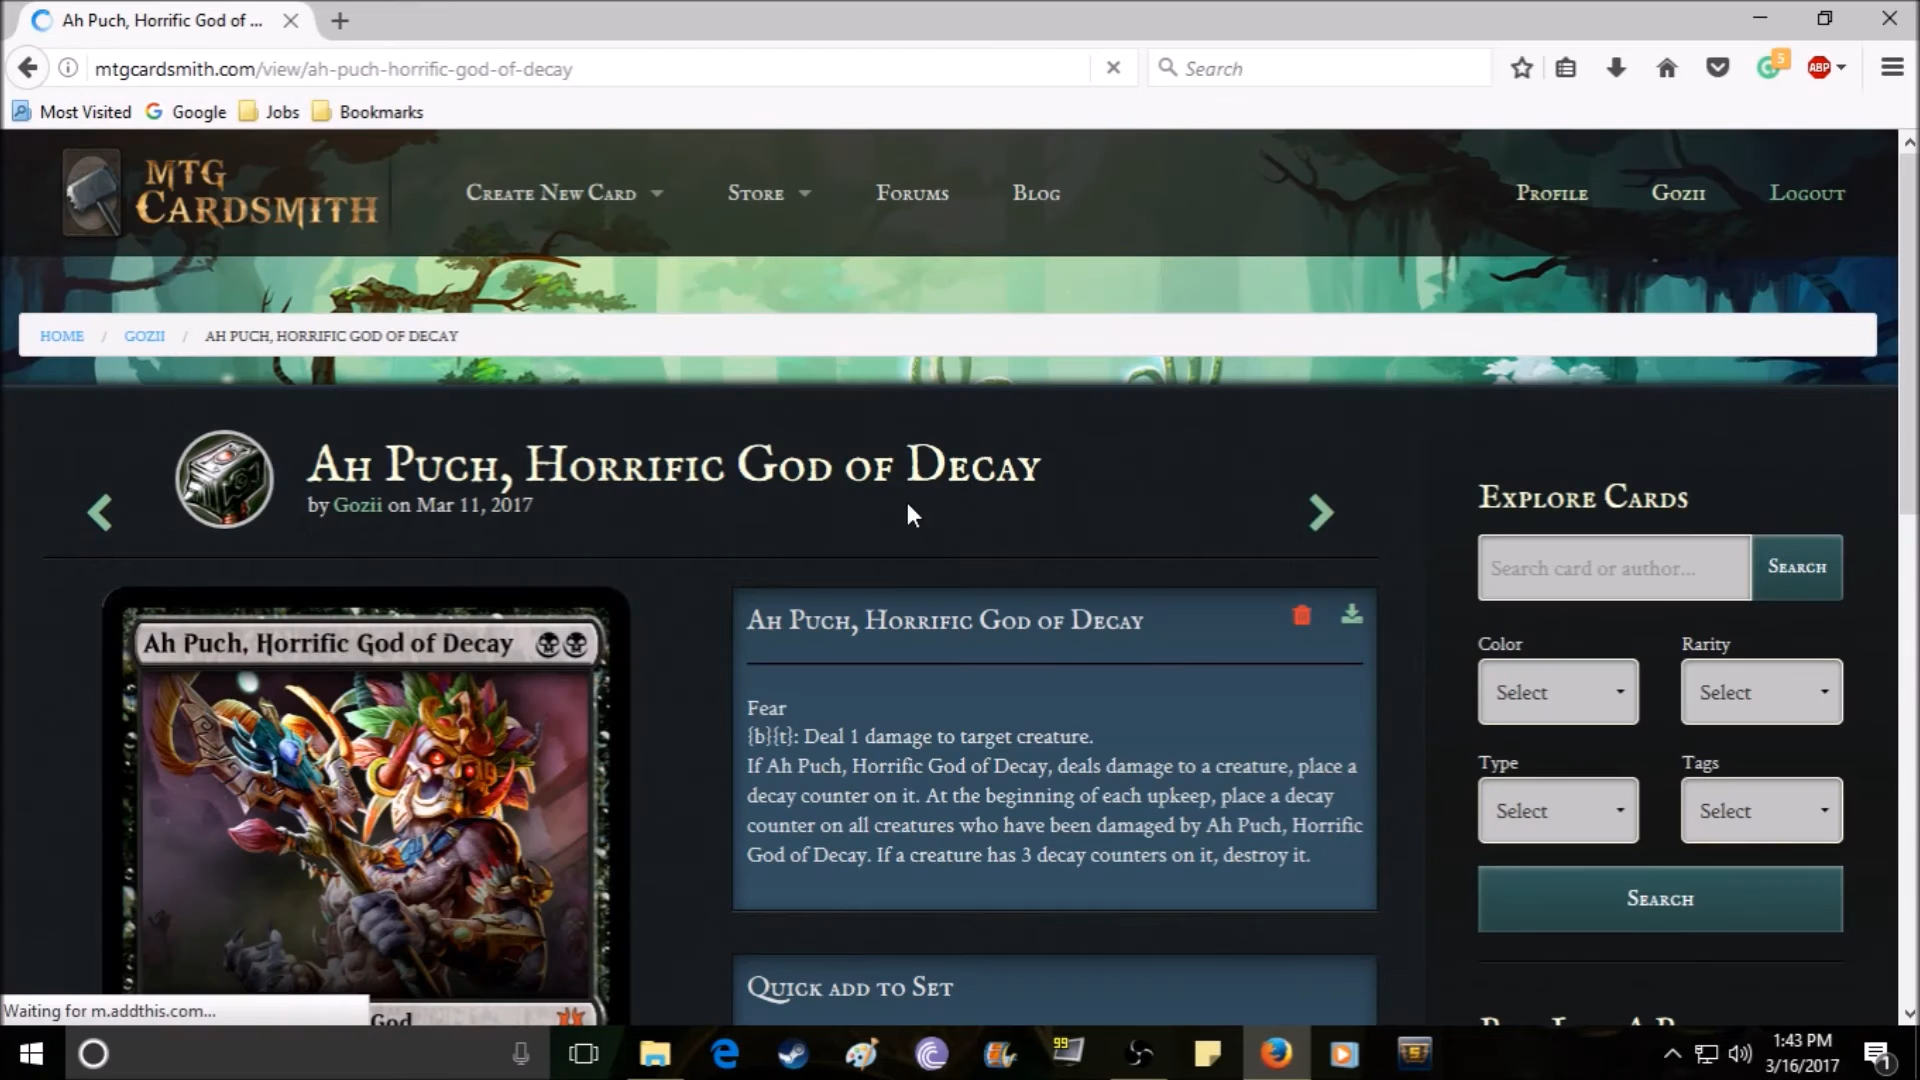 Ah Puch, Horrific God of ...
mtgcardsmith.com/view/ah-puch-horrific-god-of-decay
Search
5
ABP
Most Visited
Google
Jobs
Bookmarks
MTG
CARDSMITH
CREATE NEW CARD
STORE
FORUMS
BLOG
PROFILE
GOZII
LOGOUT
HOME / GOZII / AH PUCH, HORRIFIC GOD OF DECAY
AH PUCH, HORRIFIC GOD OF DECAY
by Gozii on Mar 11, 2017
Ah Puch, Horrific God of Decay
God
AH PUCH, HORRIFIC GOD OF DECAY
Fear
{b}{t}: Deal 1 damage to target creature.
If Ah Puch, Horrific God of Decay, deals damage to a creature, place a
decay counter on it. At the beginning of each upkeep, place a decay
counter on all creatures who have been damaged by Ah Puch, Horrific
God of Decay. If a creature has 3 decay counters on it, destroy it.
QUICK ADD TO SET
EXPLORE CARDS
Search card or author...
SEARCH
Color
Rarity
Select
Select
Type
Tags
Select
Select
SEARCH
Waiting for m.addthis.com...
99
1:43 PM
3/16/2017
1